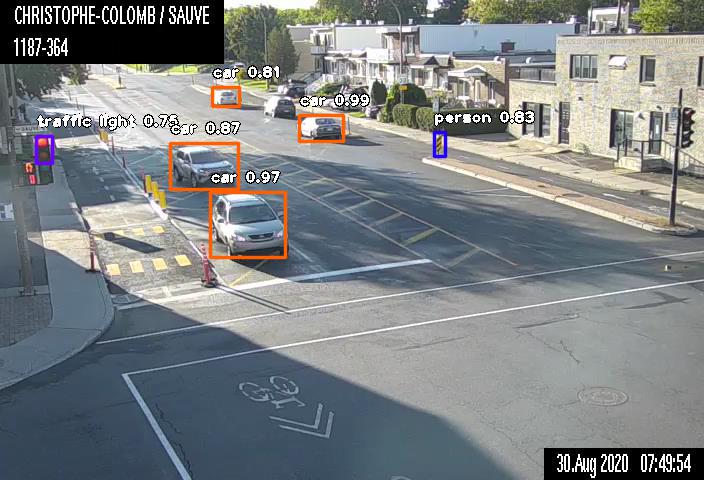 CHRISTOPHE-COLOMB / SAUVE
1187-364
car 0.81
car 0.99
traffic light 0.75
car 0.87
person 0.83
car 0.97
30.Aug 2020 07:49:54